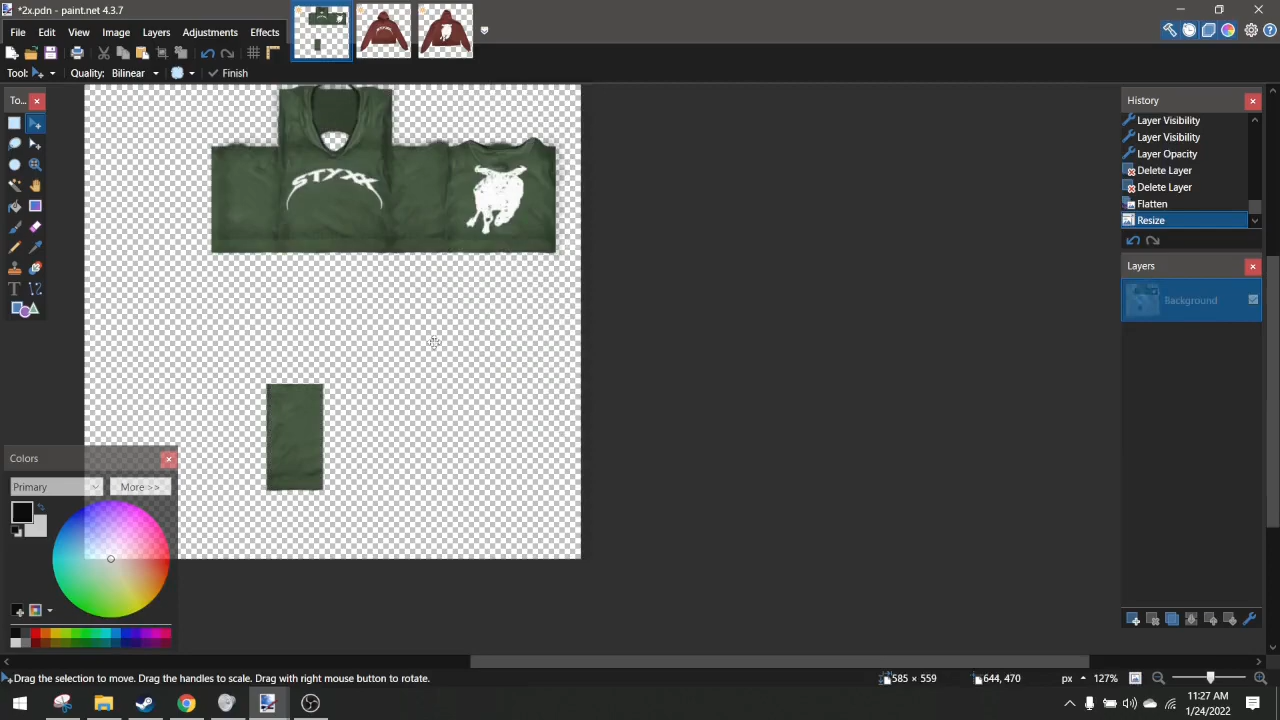 *2x.pdn - paint.net 4.3.7
File Edit View Image Layers Adjustments Effects
Tool: Quality: Bilinear Finish
To...
STYXX
History
Layer Visibility
Layer Visibility
Layer Opacity
Delete Layer
Delete Layer
Flatten
Resize
Layers
Background
Colors
Primary More >>
Drag the selection to move. Drag the handles to scale. Drag with right mouse button to rotate.
585 × 559
644, 470
px
127%
11:27 AM
1/24/2022